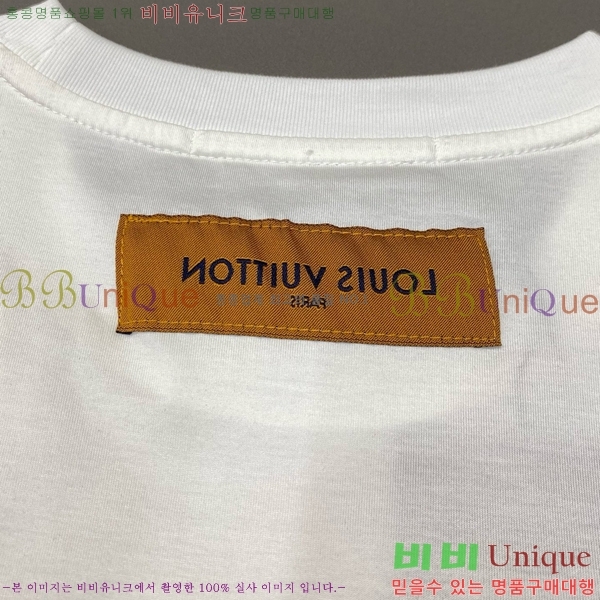 홍콩명품쇼핑몰 1위 비비유니크 명품구매대행
LOUIS VUITTON
PARIS
BBUniQue BBUniQue
비비 Unique
믿을수 있는 명품구매대행
-본 이미지는 비비유니크에서 촬영한 100% 실사 이미지 입니다.-